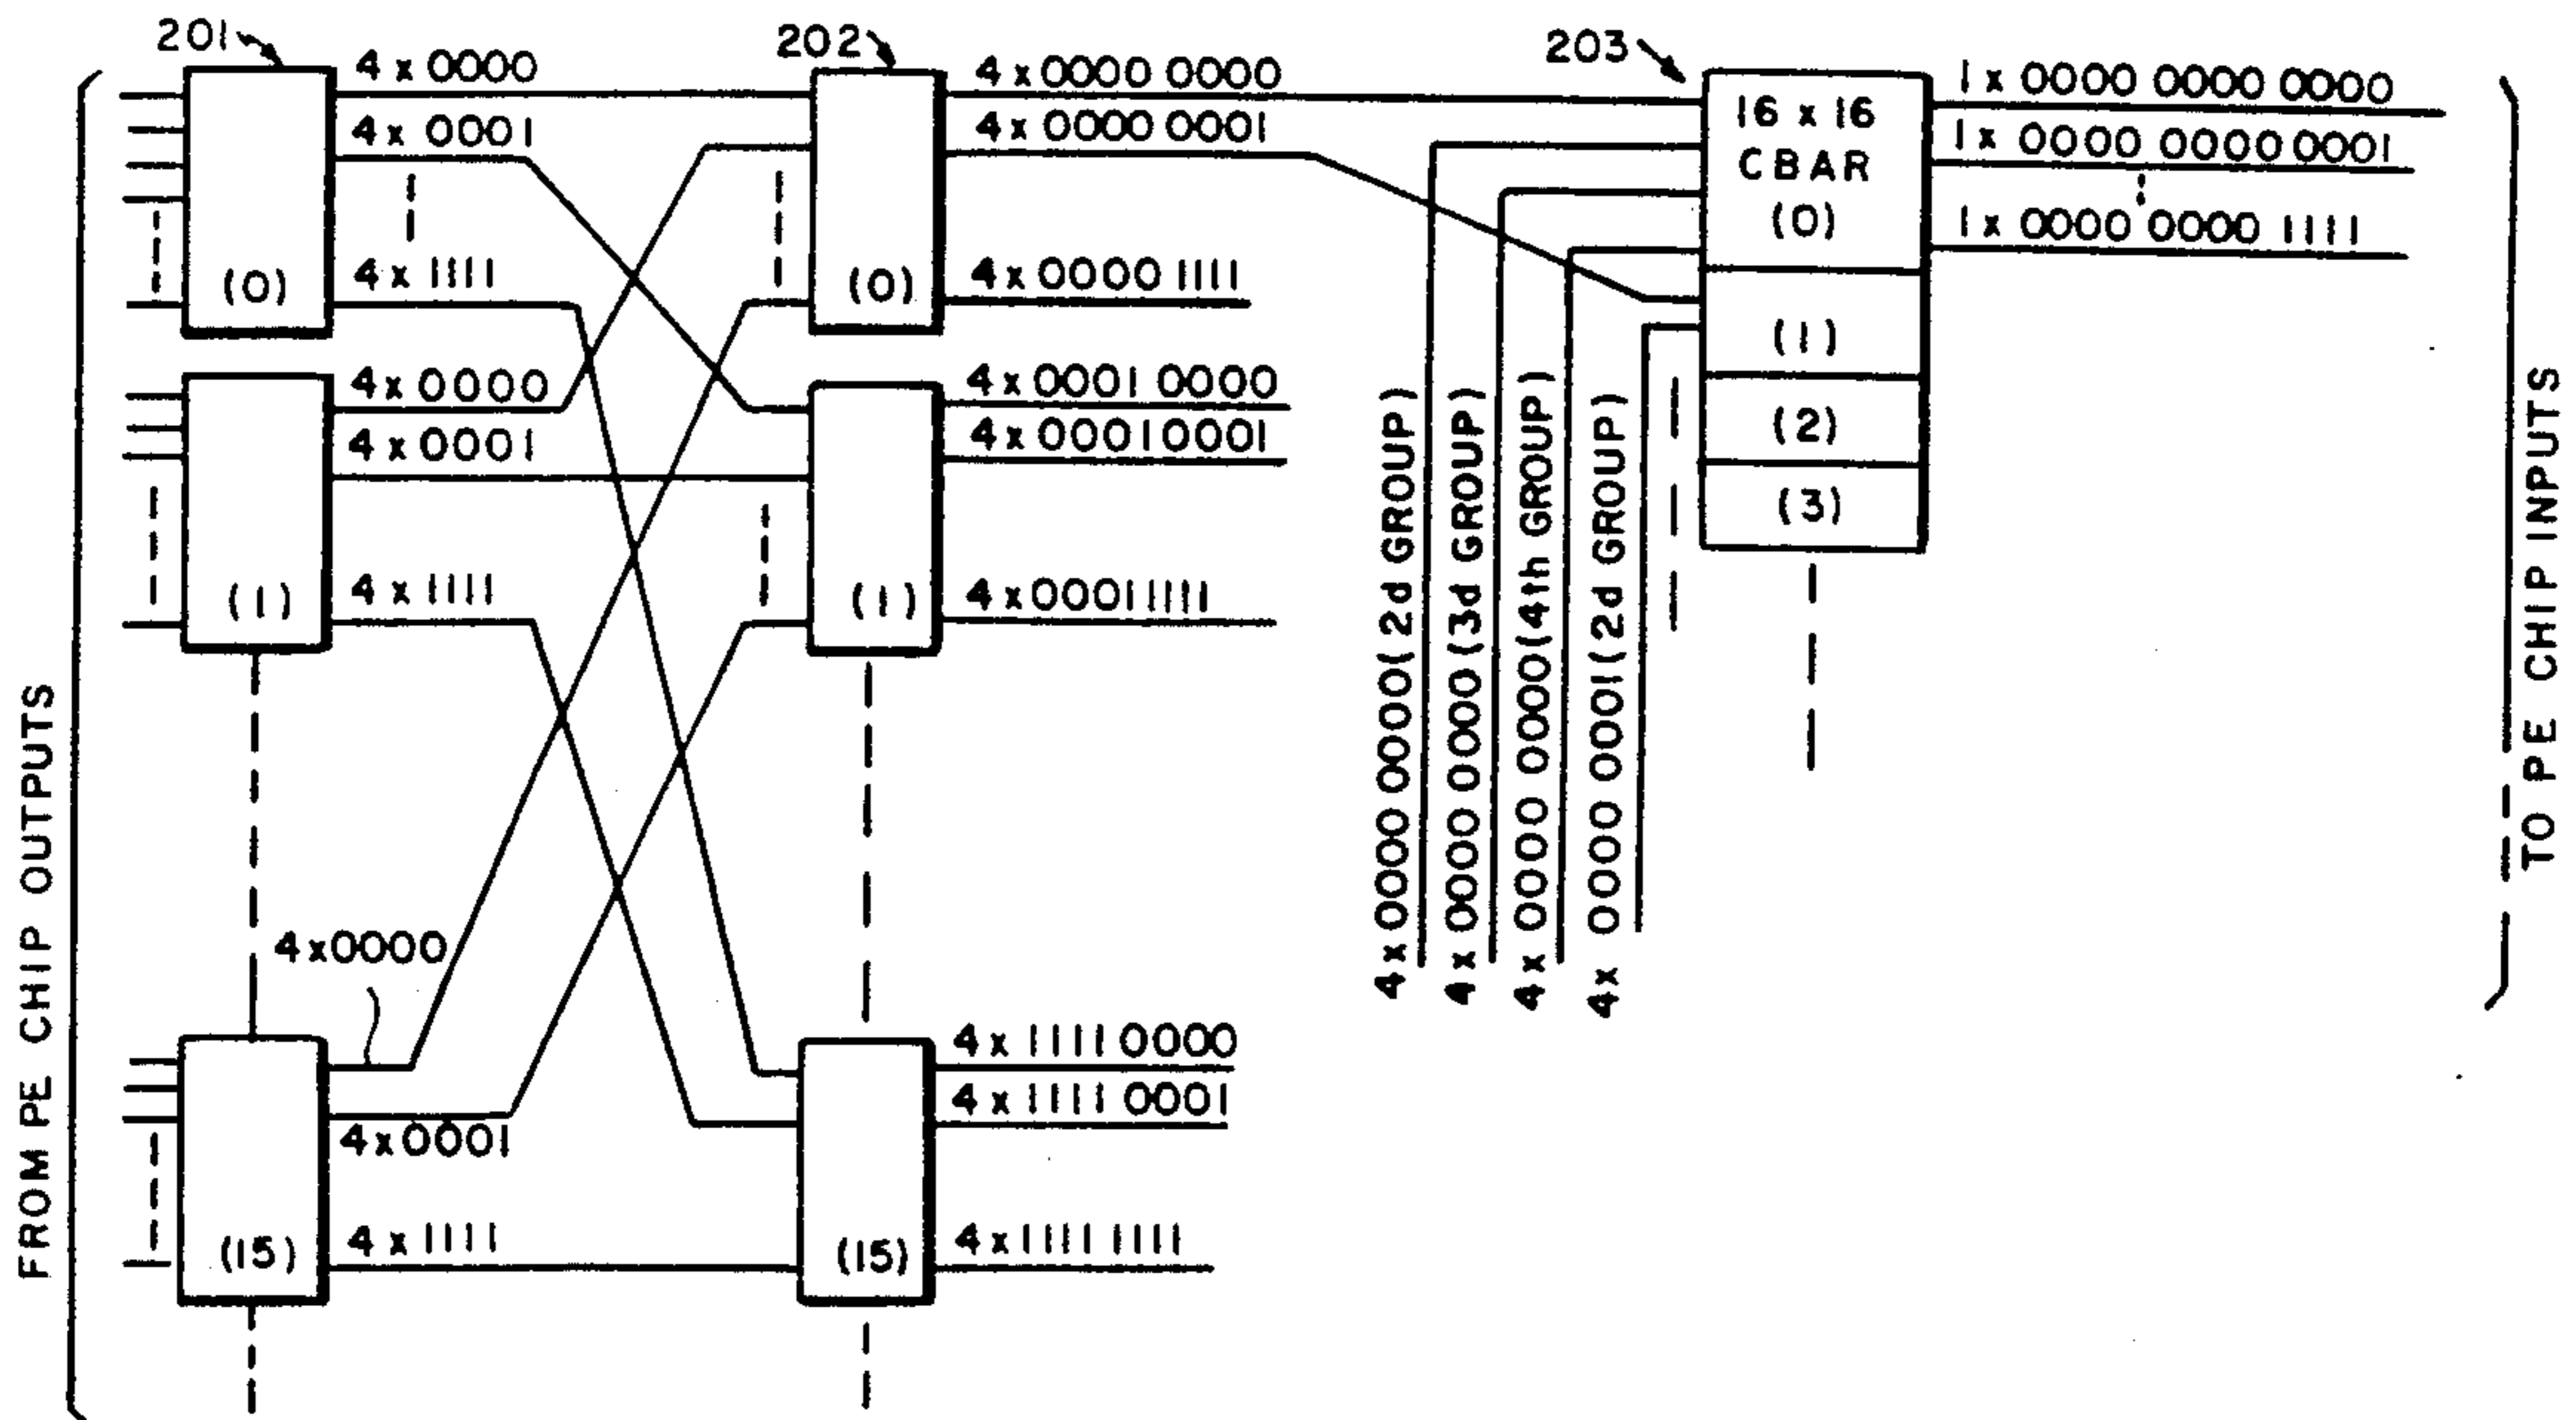 201
202
203
4 x 0000
4 x 0001
4 x 1111
(0)
4 x 0000
4 x 0001
4 x 1111
(1)
4 x 0000
4 x 0001
4 x 1111
(15)
4 x 0000 0000
4 x 0000 0001
4 x 0000 1111
(0)
4 x 0001 0000
4 x 0001 0001
4 x 0001 1111
(1)
4 x 1111 0000
4 x 1111 0001
4 x 1111 1111
(15)
4 x 0000 0000 (2d GROUP)
4 x 0000 0000 (3d GROUP)
4 x 0000 0000 (4th GROUP)
4 x 0000 0001 (2d GROUP)
16 x 16
CBAR
(0)
(1)
(2)
(3)
1 x 0000 0000 0000
1 x 0000 0000 0001
1 x 0000 0000 1111
FROM PE CHIP OUTPUTS
TO PE CHIP INPUTS